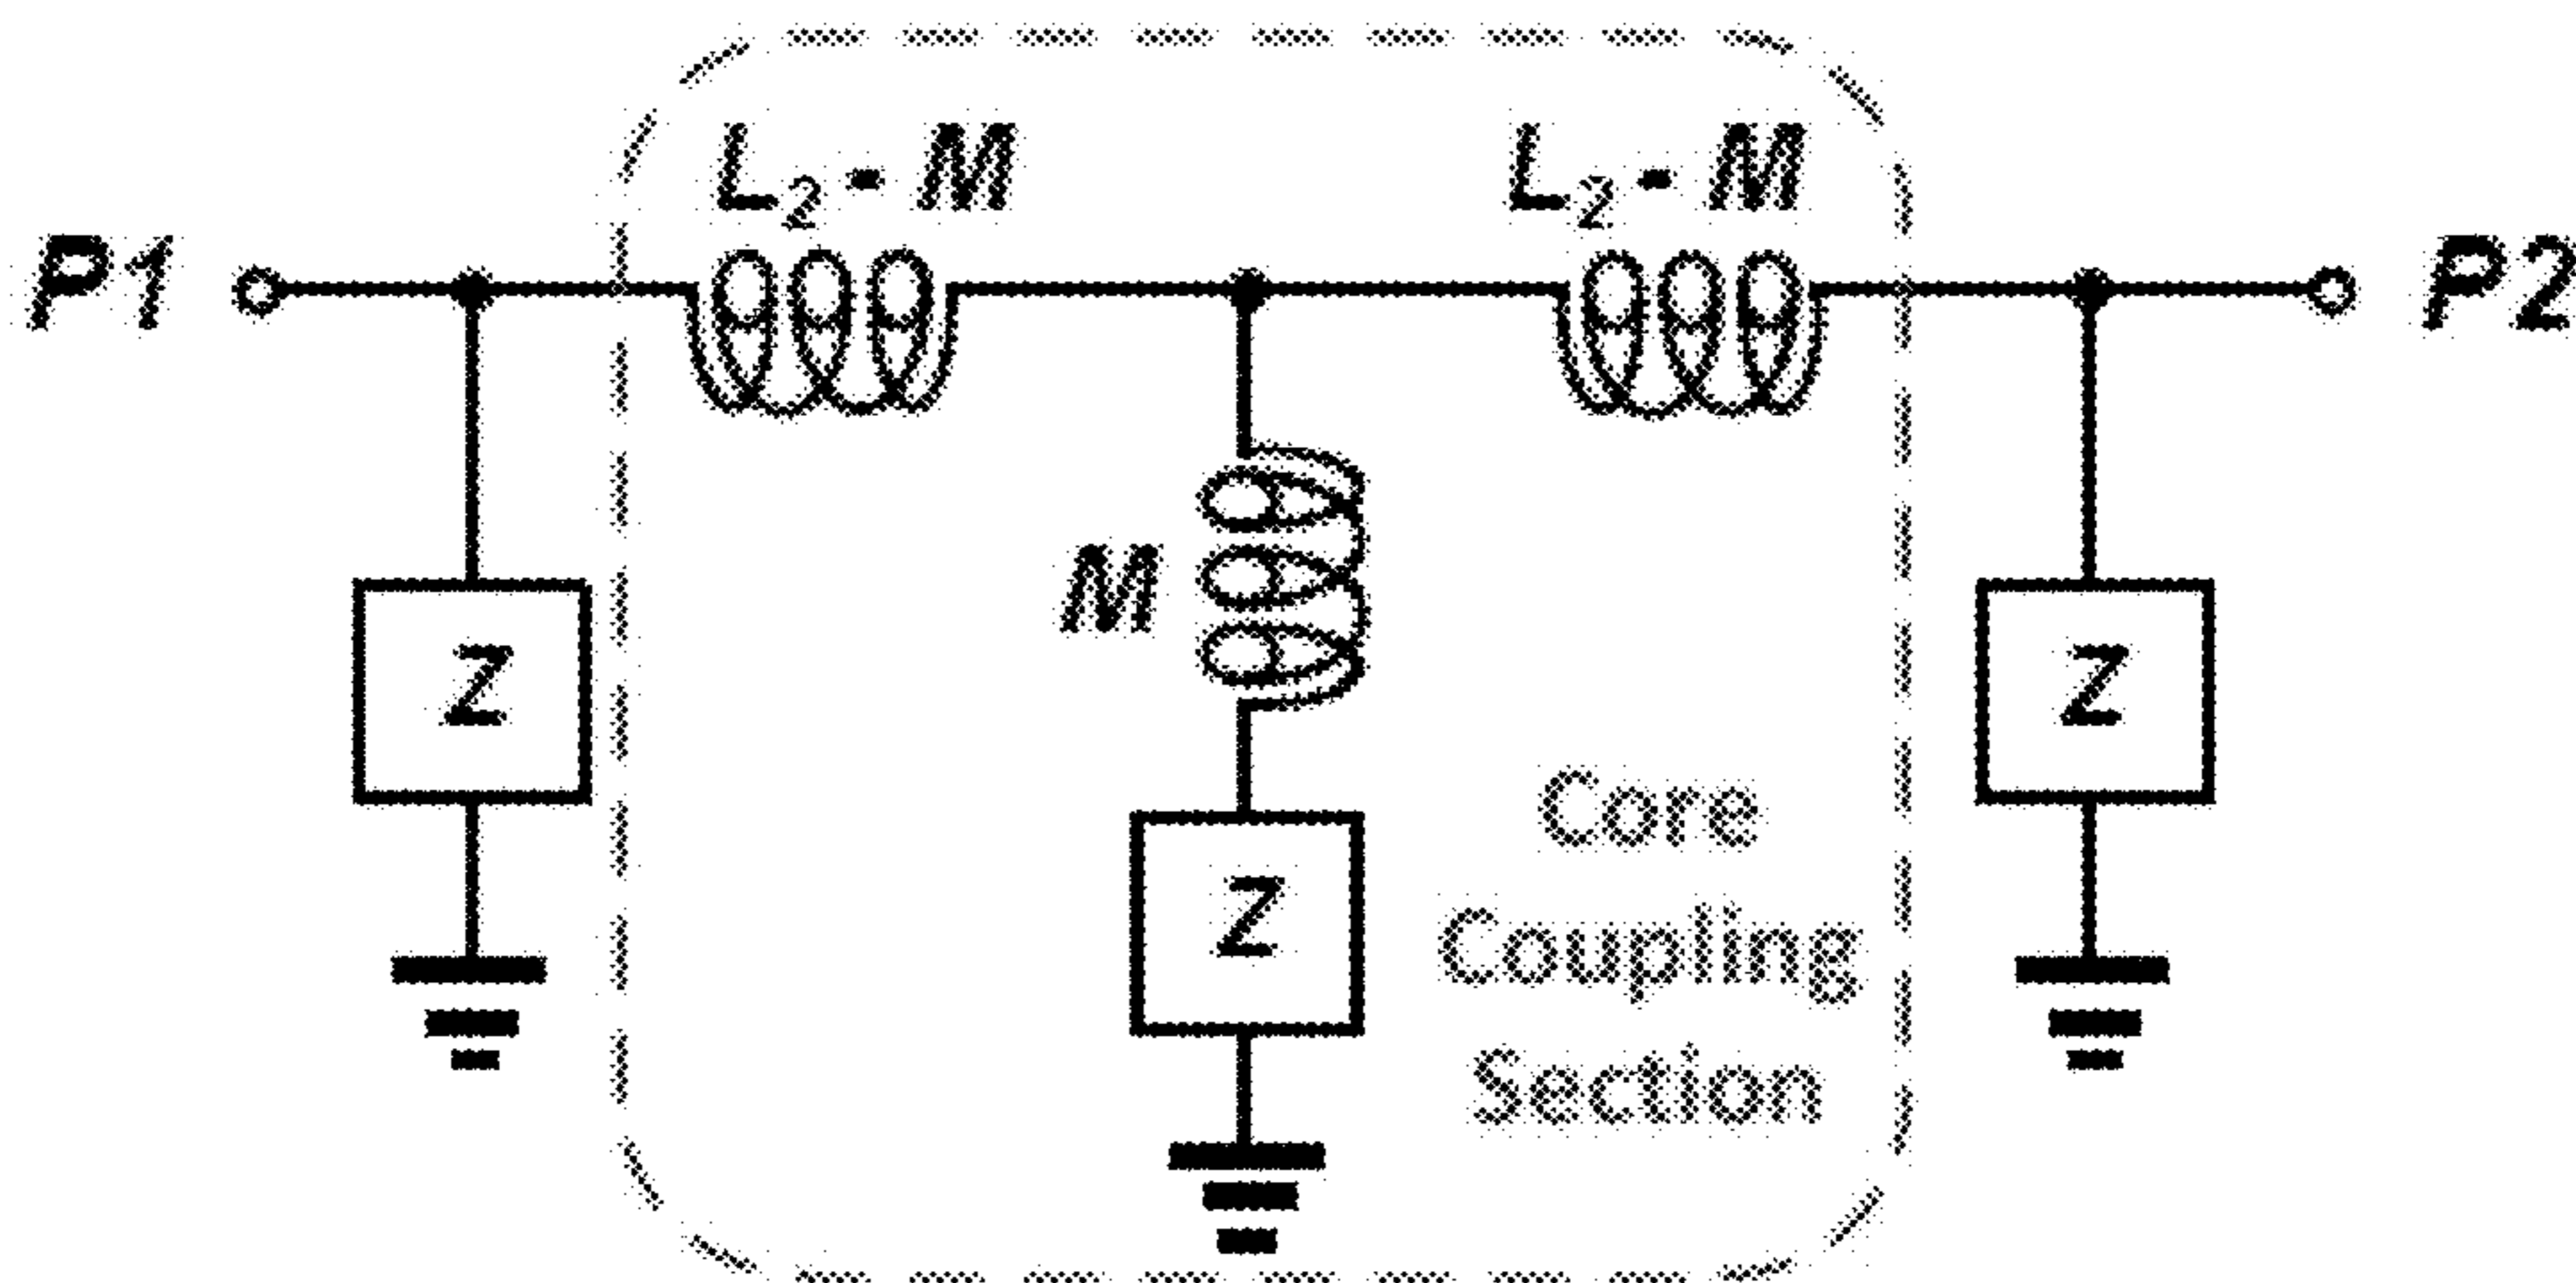 L₂ - M
L₂ - M
P1
P2
M
Z
Z
Z
Core
Coupling
Section